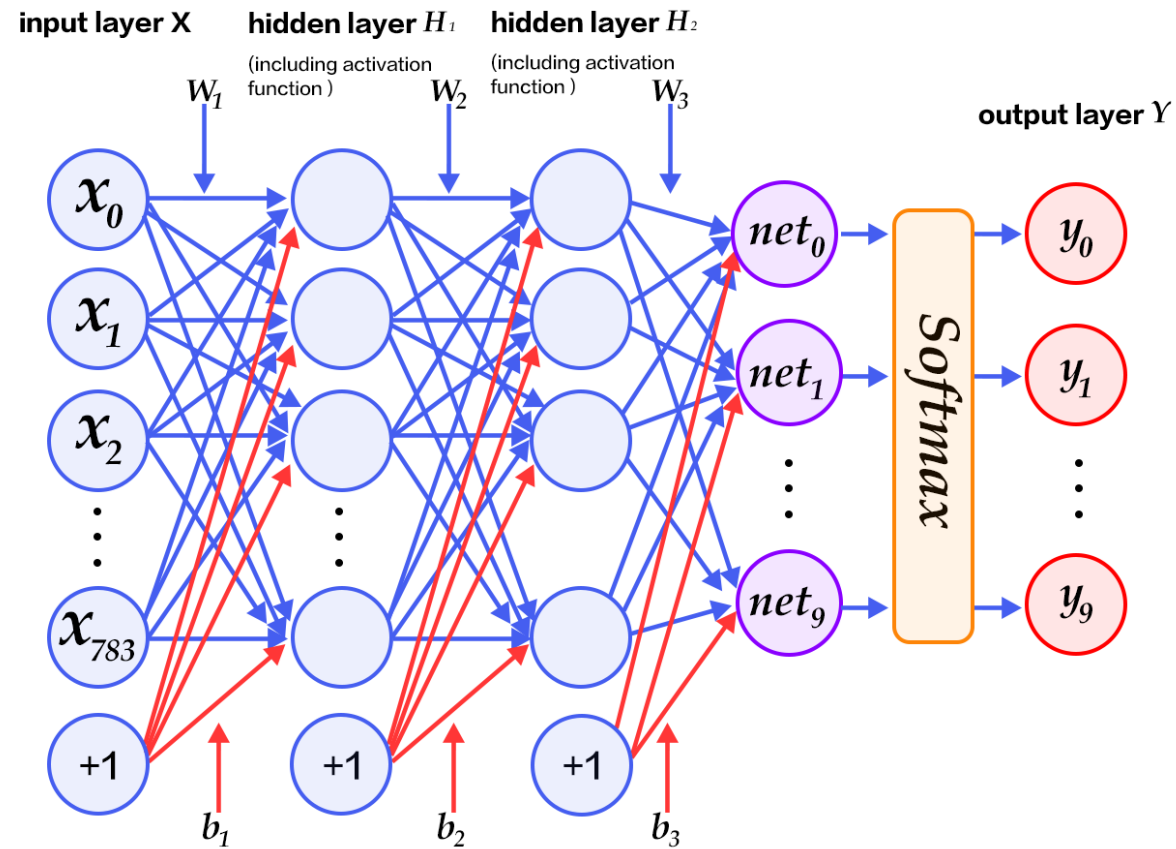 input layer X
hidden layer H₁
(including activation
function )
hidden layer H₂
(including activation
function )
output layer Y
W₁
W₂
W₃
x₀
x₁
x₂
x₇₈₃
+1
+1
+1
net₀
net₁
net₉
Softmax
y₀
y₁
y₉
b₁
b₂
b₃